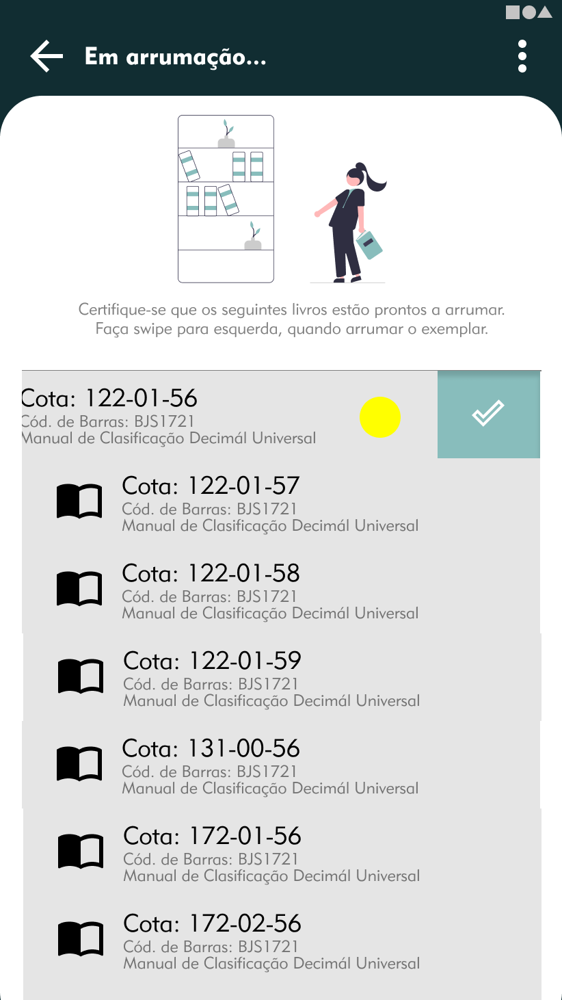 Em arrumação...
Certifique-se que os seguintes livros estão prontos a arrumar.
Faça swipe para esquerda, quando arrumar o exemplar.
Cota: 122-01-56
Cód. de Barras: BJS1721
Manual de Clasificação Decimál Universal
Cota: 122-01-57
Cód. de Barras: BJS1721
Manual de Clasificação Decimál Universal
Cota: 122-01-58
Cód. de Barras: BJS1721
Manual de Clasificação Decimál Universal
Cota: 122-01-59
Cód. de Barras: BJS1721
Manual de Clasificação Decimál Universal
Cota: 131-00-56
Cód. de Barras: BJS1721
Manual de Clasificação Decimál Universal
Cota: 172-01-56
Cód. de Barras: BJS1721
Manual de Clasificação Decimál Universal
Cota: 172-02-56
Cód. de Barras: BJS1721
Manual de Clasificação Decimál Universal